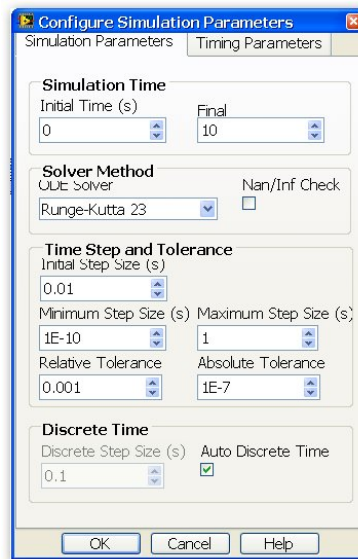 Configure Simulation Parameters
Simulation Parameters Timing Parameters
Simulation Time
Initial Time (s) Final
0 10
Solver Method
ODE Solver Nan/Inf Check
Runge-Kutta 23
Time Step and Tolerance
Initial Step Size (s)
0.01
Minimum Step Size (s) Maximum Step Size (s)
1E-10 1
Relative Tolerance Absolute Tolerance
0.001 1E-7
Discrete Time
Discrete Step Size (s) Auto Discrete Time
0.1
OK Cancel Help